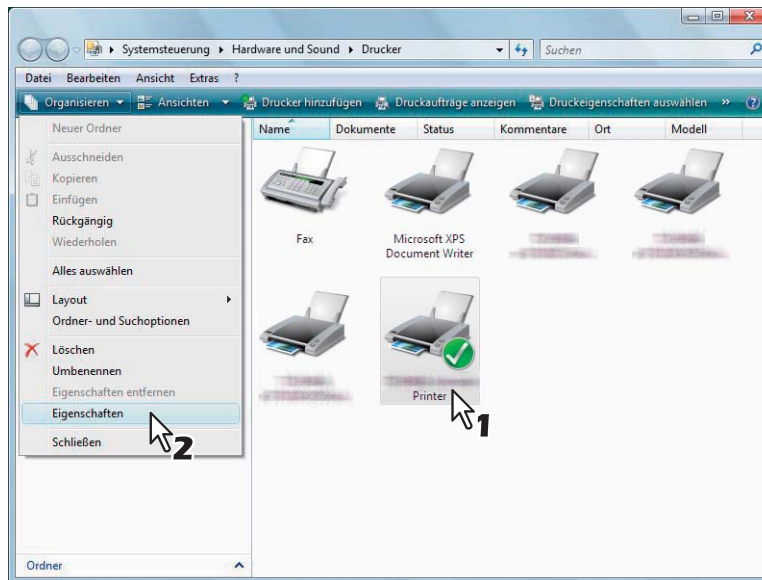 Systemsteuerung Hardware und Sound Drucker
Suchen
Datei Bearbeiten Ansicht Extras ?
Organisieren Ansichten Drucker hinzufügen Druckaufträge anzeigen Druckeigenschaften auswählen » ?
Name Dokumente Status Kommentare Ort Modell
Neuer Ordner
Ausschneiden
Kopieren
Einfügen
Rückgängig
Wiederholen
Alles auswählen
Layout
Ordner- und Suchoptionen
Löschen
Umbenennen
Eigenschaften entfernen
Eigenschaften
Schließen
2
Fax
Microsoft XPS
Document Writer
Printer
1
Ordner